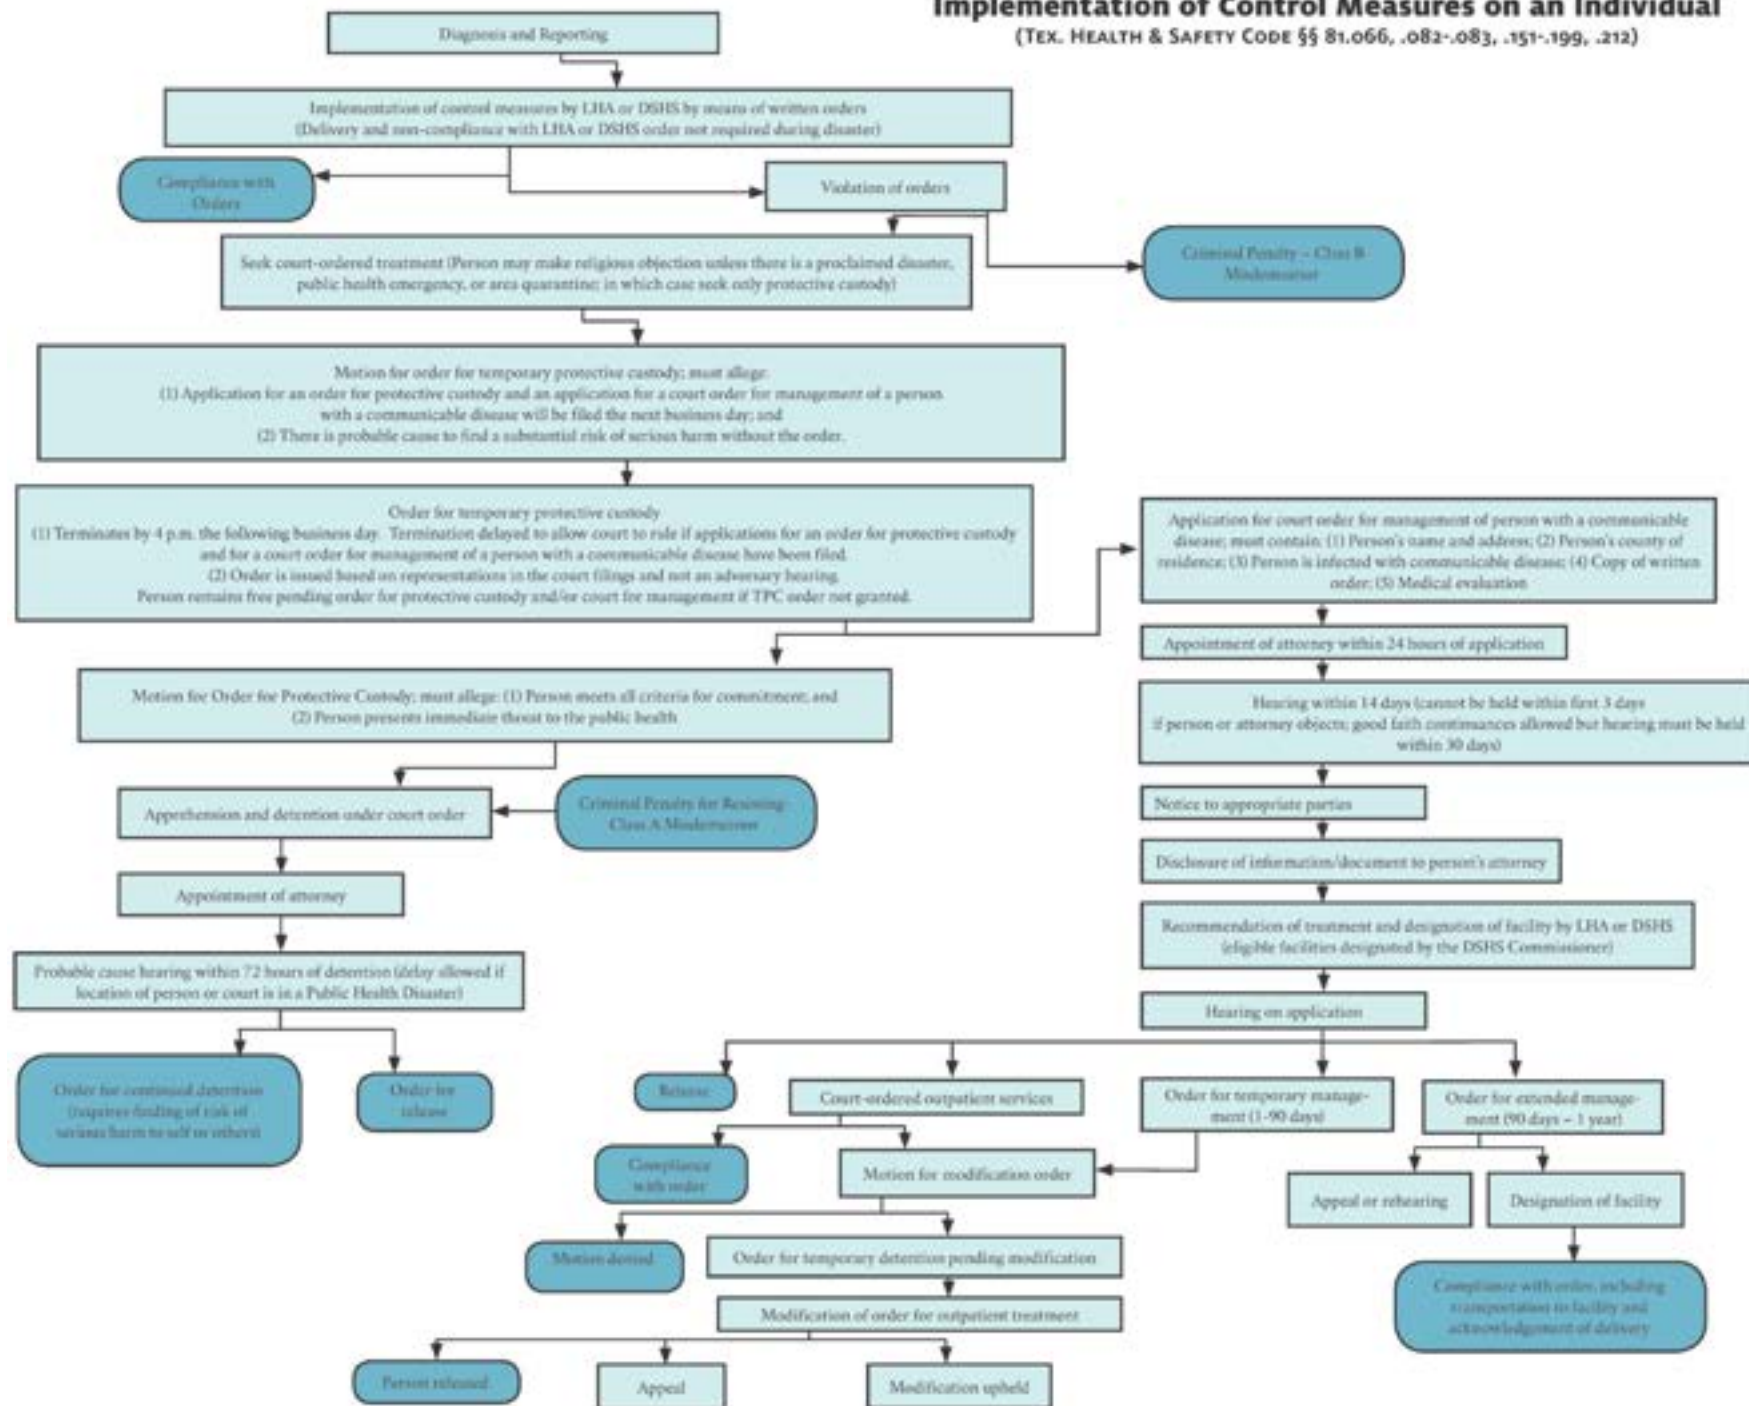 Implementation of Control Measures on an Individual
(TEX. HEALTH & SAFETY CODE §§ 81.066, .082-.083, .151-.199, .212)
Diagnosis and Reporting
Implementation of control measures by LHA or DSHS by means of written orders
(Delivery and non-compliance with LHA or DSHS order not required during disaster)
Compliance with
Orders
Violation of orders
Criminal Penalty – Class B
Misdemeanor
Seek court-ordered treatment (Person may make religious objection unless there is a proclaimed disaster,
public health emergency, or area quarantine; in which case seek only protective custody)
Motion for order for temporary protective custody; must allege:
(1) Application for an order for protective custody and an application for a court order for management of a person
with a communicable disease will be filed the next business day; and
(2) There is probable cause to find a substantial risk of serious harm without the order.
Order for temporary protective custody
(1) Terminates by 4 p.m. the following business day. Termination delayed to allow court to rule if applications for an order for protective custody
and for a court order for management of a person with a communicable disease have been filed.
(2) Order is issued based on representations in the court filings and not an adversary hearing.
Person remains free pending order for protective custody and/or court for management if TPC order not granted.
Motion for Order for Protective Custody; must allege: (1) Person meets all criteria for commitment; and
(2) Person presents immediate threat to the public health
Apprehension and detention under court order
Criminal Penalty for Resisting-
Class A Misdemeanor
Appointment of attorney
Probable cause hearing within 72 hours of detention (delay allowed if
location of person or court is in a Public Health Disaster)
Order for continued detention
(requires finding of risk of
serious harm to self or others)
Order for
release
Application for court order for management of person with a communicable
disease; must contain: (1) Person's name and address; (2) Person's county of
residence; (3) Person is infected with communicable disease; (4) Copy of written
order; (5) Medical evaluation
Appointment of attorney within 24 hours of application
Hearing within 14 days (cannot be held within first 3 days
if person or attorney objects; good faith continuances allowed but hearing must be held
within 30 days)
Notice to appropriate parties
Disclosure of information/document to person's attorney
Recommendation of treatment and designation of facility by LHA or DSHS
(eligible facilities designated by the DSHS Commissioner)
Hearing on application
Release
Court-ordered outpatient services
Order for temporary manage-
ment (1-90 days)
Order for extended manage-
ment (90 days – 1 year)
Compliance
with order
Motion for modification order
Appeal or rehearing
Designation of facility
Motion denied
Order for temporary detention pending modification
Compliance with order, including
transportation to facility and
acknowledgement of delivery
Modification of order for outpatient treatment
Person released
Appeal
Modification upheld